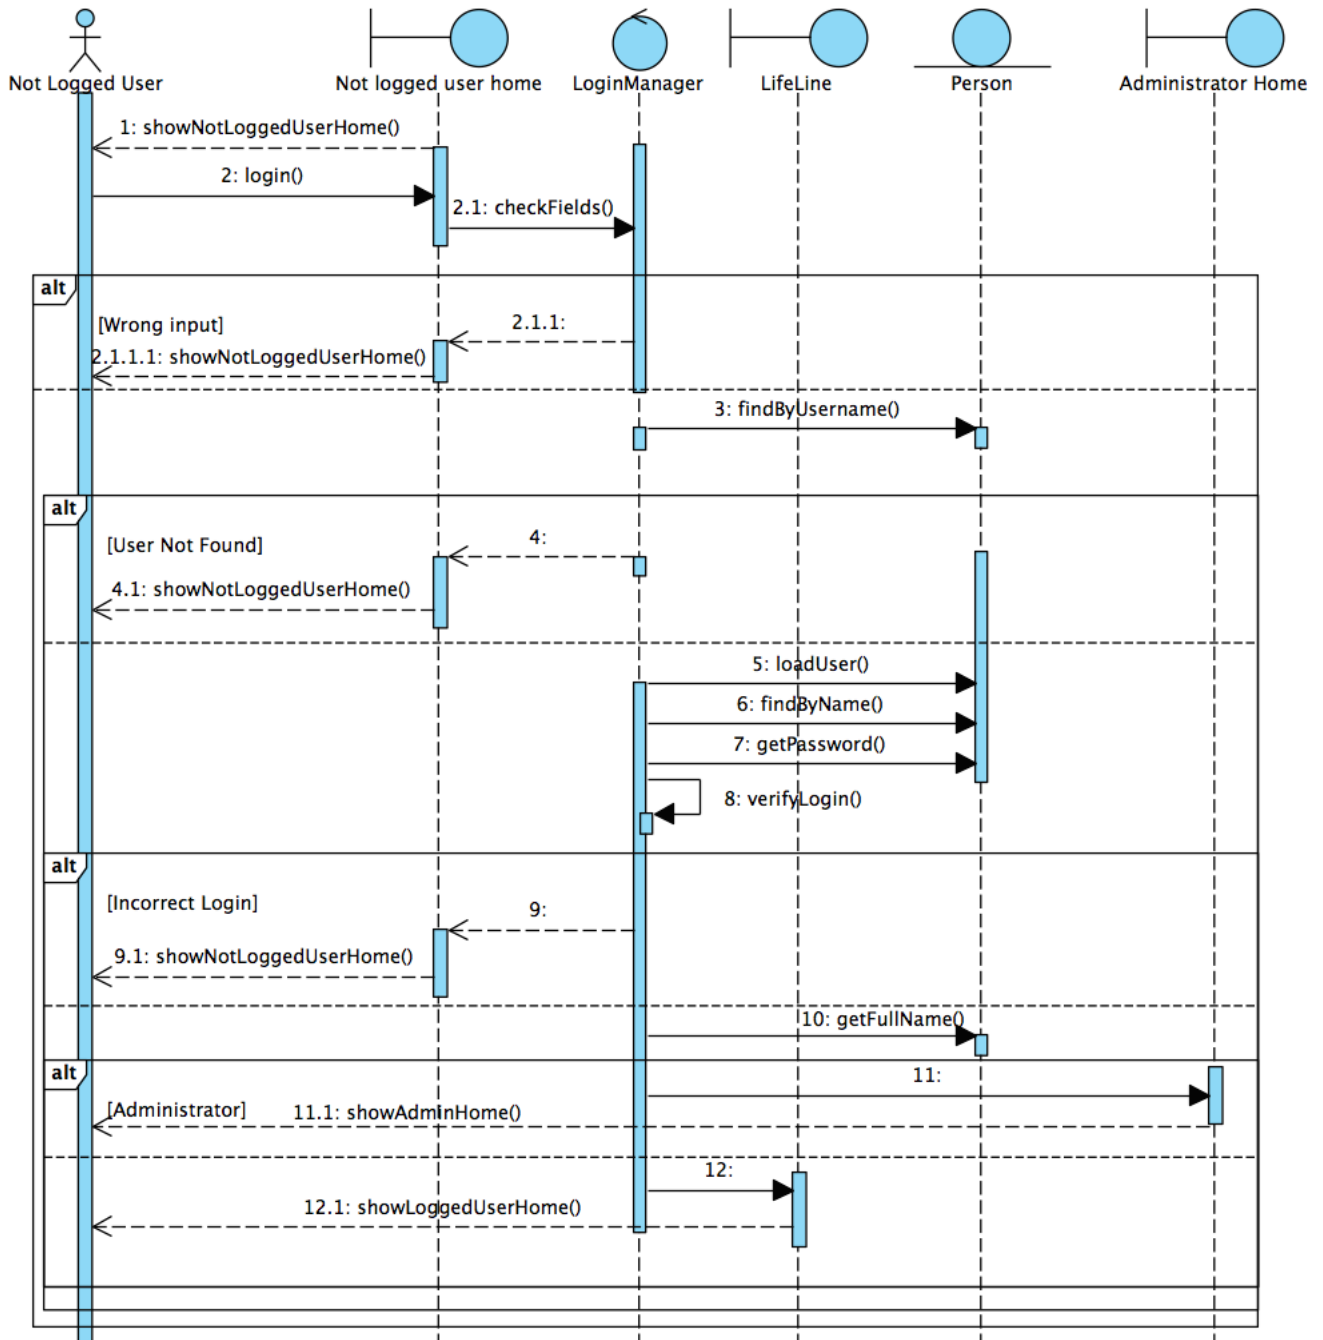 Not Logged User
Not logged user home
LoginManager
LifeLine
Person
Administrator Home
1: showNotLoggedUserHome()
2: login()
2.1: checkFields()
alt
[Wrong input]
2.1.1:
2.1.1.1: showNotLoggedUserHome()
3: findByUsername()
alt
[User Not Found]
4:
4.1: showNotLoggedUserHome()
5: loadUser()
6: findByName()
7: getPassword()
8: verifyLogin()
alt
[Incorrect Login]
9:
9.1: showNotLoggedUserHome()
10: getFullName()
alt
11:
[Administrator]
11.1: showAdminHome()
12:
12.1: showLoggedUserHome()